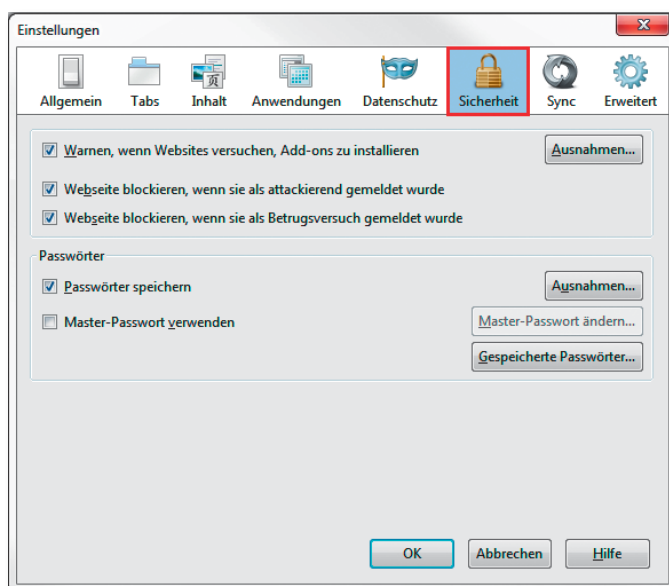 Einstellungen
Allgemein Tabs Inhalt Anwendungen Datenschutz Sicherheit Sync Erweitert
Warnen, wenn Websites versuchen, Add-ons zu installieren Ausnahmen...
Webseite blockieren, wenn sie als attackierend gemeldet wurde
Webseite blockieren, wenn sie als Betrugsversuch gemeldet wurde
Passwörter
Passwörter speichern Ausnahmen...
Master-Passwort verwenden Master-Passwort ändern...
Gespeicherte Passwörter...
OK Abbrechen Hilfe